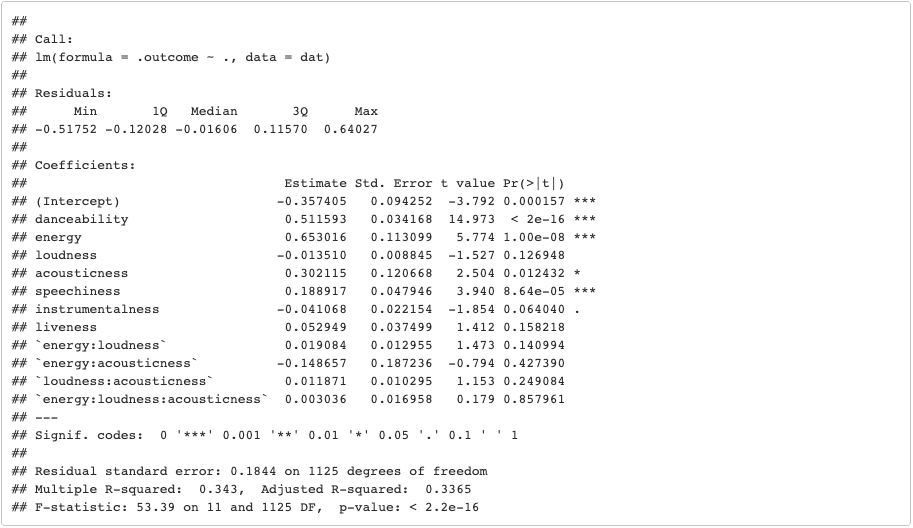 ##
## Call:
## lm(formula = .outcome ~ ., data = dat)
##
## Residuals:
##      Min       1Q   Median       3Q      Max
## -0.51752 -0.12028 -0.01606  0.11570  0.64027
##
## Coefficients:
##                                Estimate Std. Error t value Pr(>|t|)
## (Intercept)                   -0.357405   0.094252  -3.792 0.000157 ***
## danceability                   0.511593   0.034168  14.973  < 2e-16 ***
## energy                         0.653016   0.113099   5.774 1.00e-08 ***
## loudness                      -0.013510   0.008845  -1.527 0.126948
## acousticness                   0.302115   0.120668   2.504 0.012432 *
## speechiness                    0.188917   0.047946   3.940 8.64e-05 ***
## instrumentalness              -0.041068   0.022154  -1.854 0.064040 .
## liveness                       0.052949   0.037499   1.412 0.158218
## `energy:loudness`              0.019084   0.012955   1.473 0.140994
## `energy:acousticness`         -0.148657   0.187236  -0.794 0.427390
## `loudness:acousticness`        0.011871   0.010295   1.153 0.249084
## `energy:loudness:acousticness` 0.003036   0.016958   0.179 0.857961
## ---
## Signif. codes:  0 '***' 0.001 '**' 0.01 '*' 0.05 '.' 0.1 ' ' 1
##
## Residual standard error: 0.1844 on 1125 degrees of freedom
## Multiple R-squared:  0.343,  Adjusted R-squared:  0.3365
## F-statistic: 53.39 on 11 and 1125 DF,  p-value: < 2.2e-16